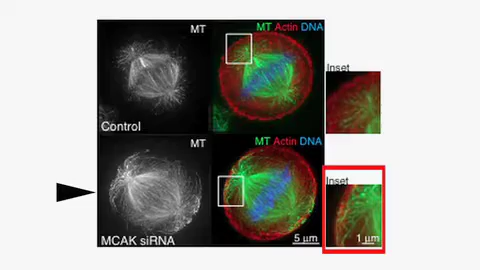 MT
MT Actin DNA
Inset
Control
MT
MT Actin DNA
Inset
MCAK siRNA
5 µm
1 µm